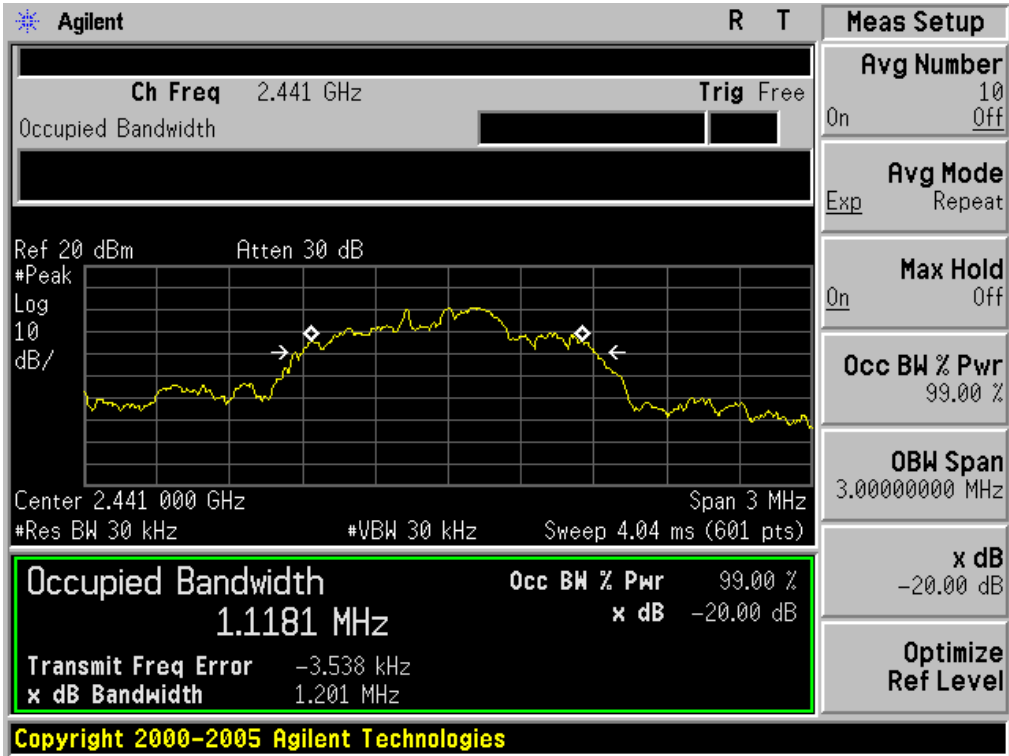 Agilent R T
Ch Freq 2.441 GHz Trig Free
Occupied Bandwidth
Ref 20 dBm Atten 30 dB
#Peak
Log
10
dB/
Center 2.441 000 GHz Span 3 MHz
#Res BW 30 kHz #VBW 30 kHz Sweep 4.04 ms (601 pts)
Occupied Bandwidth Occ BW % Pwr 99.00 %
1.1181 MHz x dB -20.00 dB
Transmit Freq Error -3.538 kHz
x dB Bandwidth 1.201 MHz
Copyright 2000-2005 Agilent Technologies
Meas Setup
Avg Number
10
On Off
Avg Mode
Exp Repeat
Max Hold
On Off
Occ BW % Pwr
99.00 %
OBW Span
3.00000000 MHz
x dB
-20.00 dB
Optimize
Ref Level